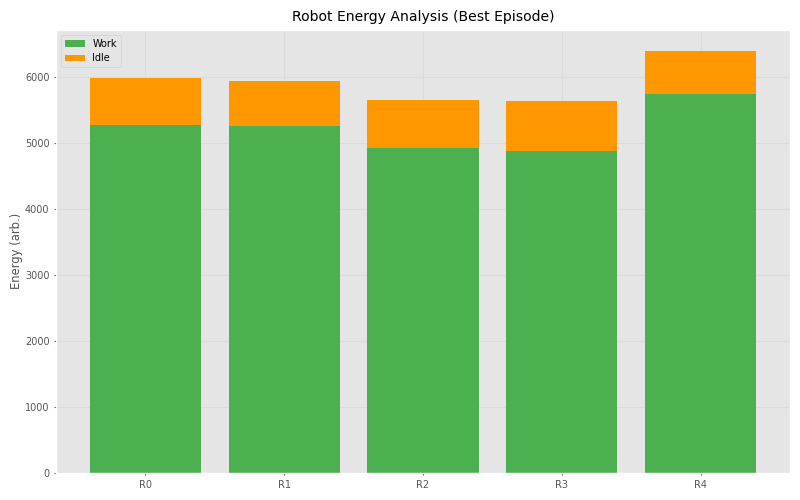 Robot Energy Analysis (Best Episode)
Work
Idle
6000
5000
4000
3000
2000
1000
0
Energy (arb.)
R0 R1 R2 R3 R4